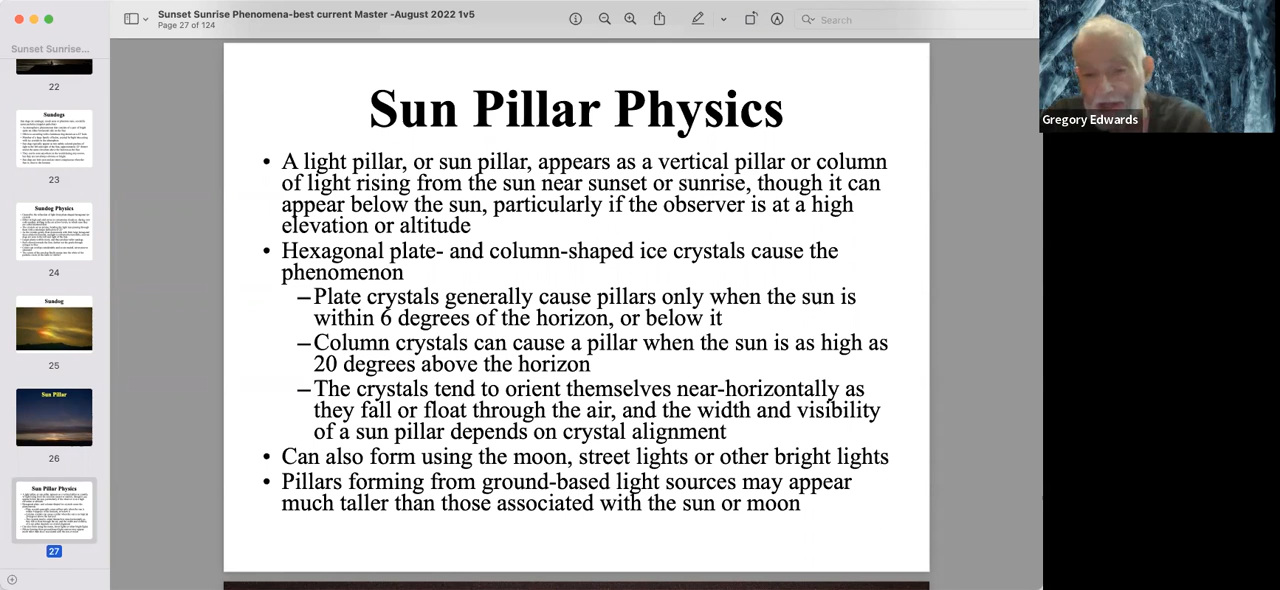 Sunset Sunrise Phenomena-best current Master -August 2022 1v5
Page 27 of 124
Search
Sunset Sunrise...
22
Sundogs
23
Sundog Physics
24
Sundog
25
Sun Pillar
26
Sun Pillar Physics
27
Sun Pillar Physics
• A light pillar, or sun pillar, appears as a vertical pillar or column
of light rising from the sun near sunset or sunrise, though it can
appear below the sun, particularly if the observer is at a high
elevation or altitude
• Hexagonal plate- and column-shaped ice crystals cause the
phenomenon
–Plate crystals generally cause pillars only when the sun is
within 6 degrees of the horizon, or below it
–Column crystals can cause a pillar when the sun is as high as
20 degrees above the horizon
–The crystals tend to orient themselves near-horizontally as
they fall or float through the air, and the width and visibility
of a sun pillar depends on crystal alignment
• Can also form using the moon, street lights or other bright lights
• Pillars forming from ground-based light sources may appear
much taller than those associated with the sun or moon
Gregory Edwards